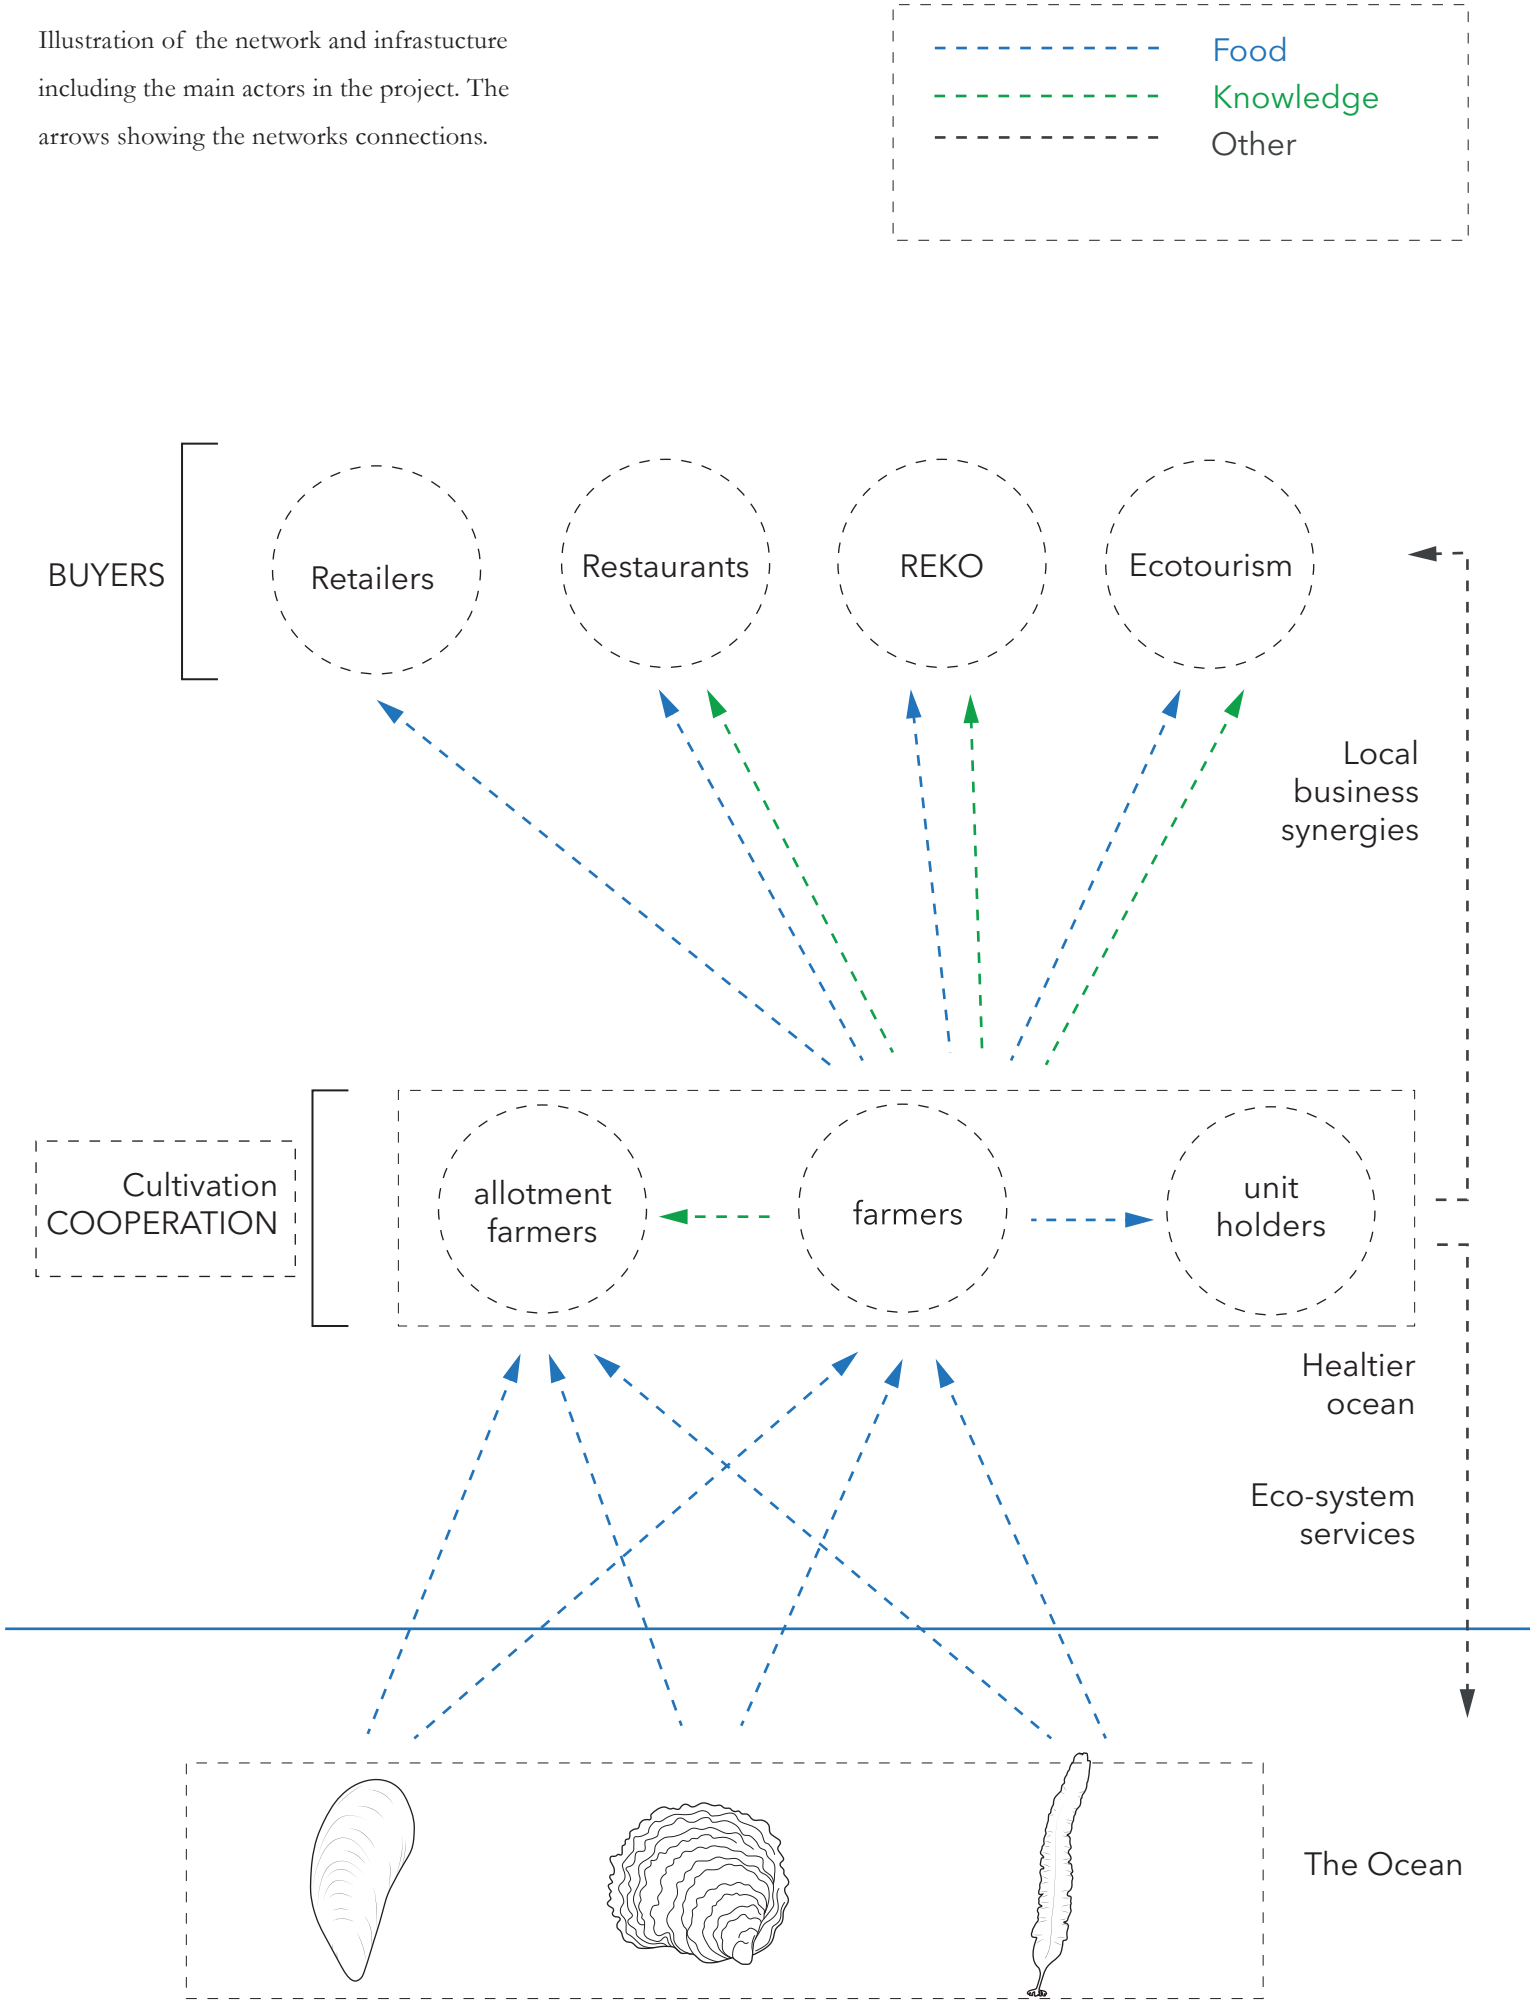 Illustration of the network and infrastucture
including the main actors in the project. The
arrows showing the networks connections.
Food
Knowledge
Other
BUYERS
Retailers
Restaurants
REKO
Ecotourism
Local
business
synergies
Cultivation
COOPERATION
allotment
farmers
farmers
unit
holders
Healtier
ocean
Eco-system
services
The Ocean